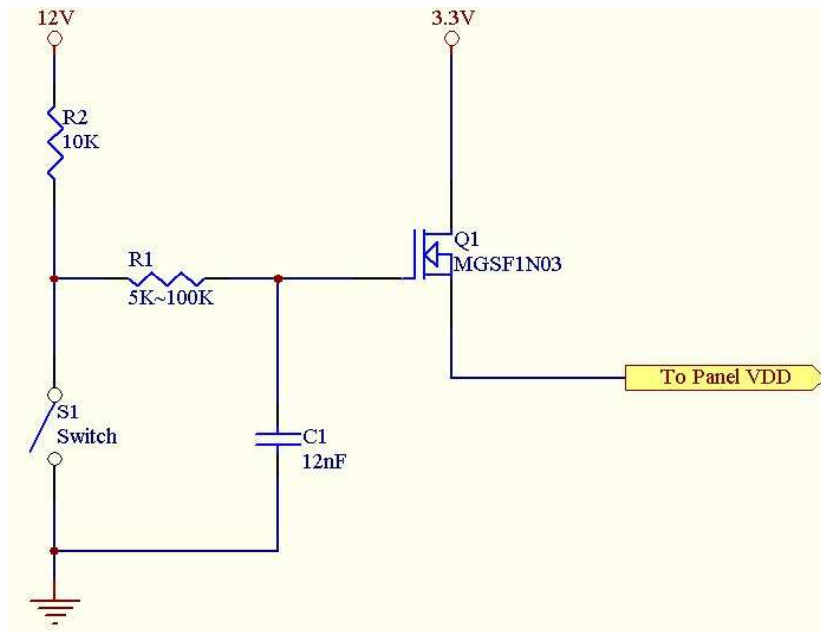 12V
3.3V
R2
10K
R1
5K~100K
Q1
MGSF1N03
To Panel VDD
S1
Switch
C1
12nF